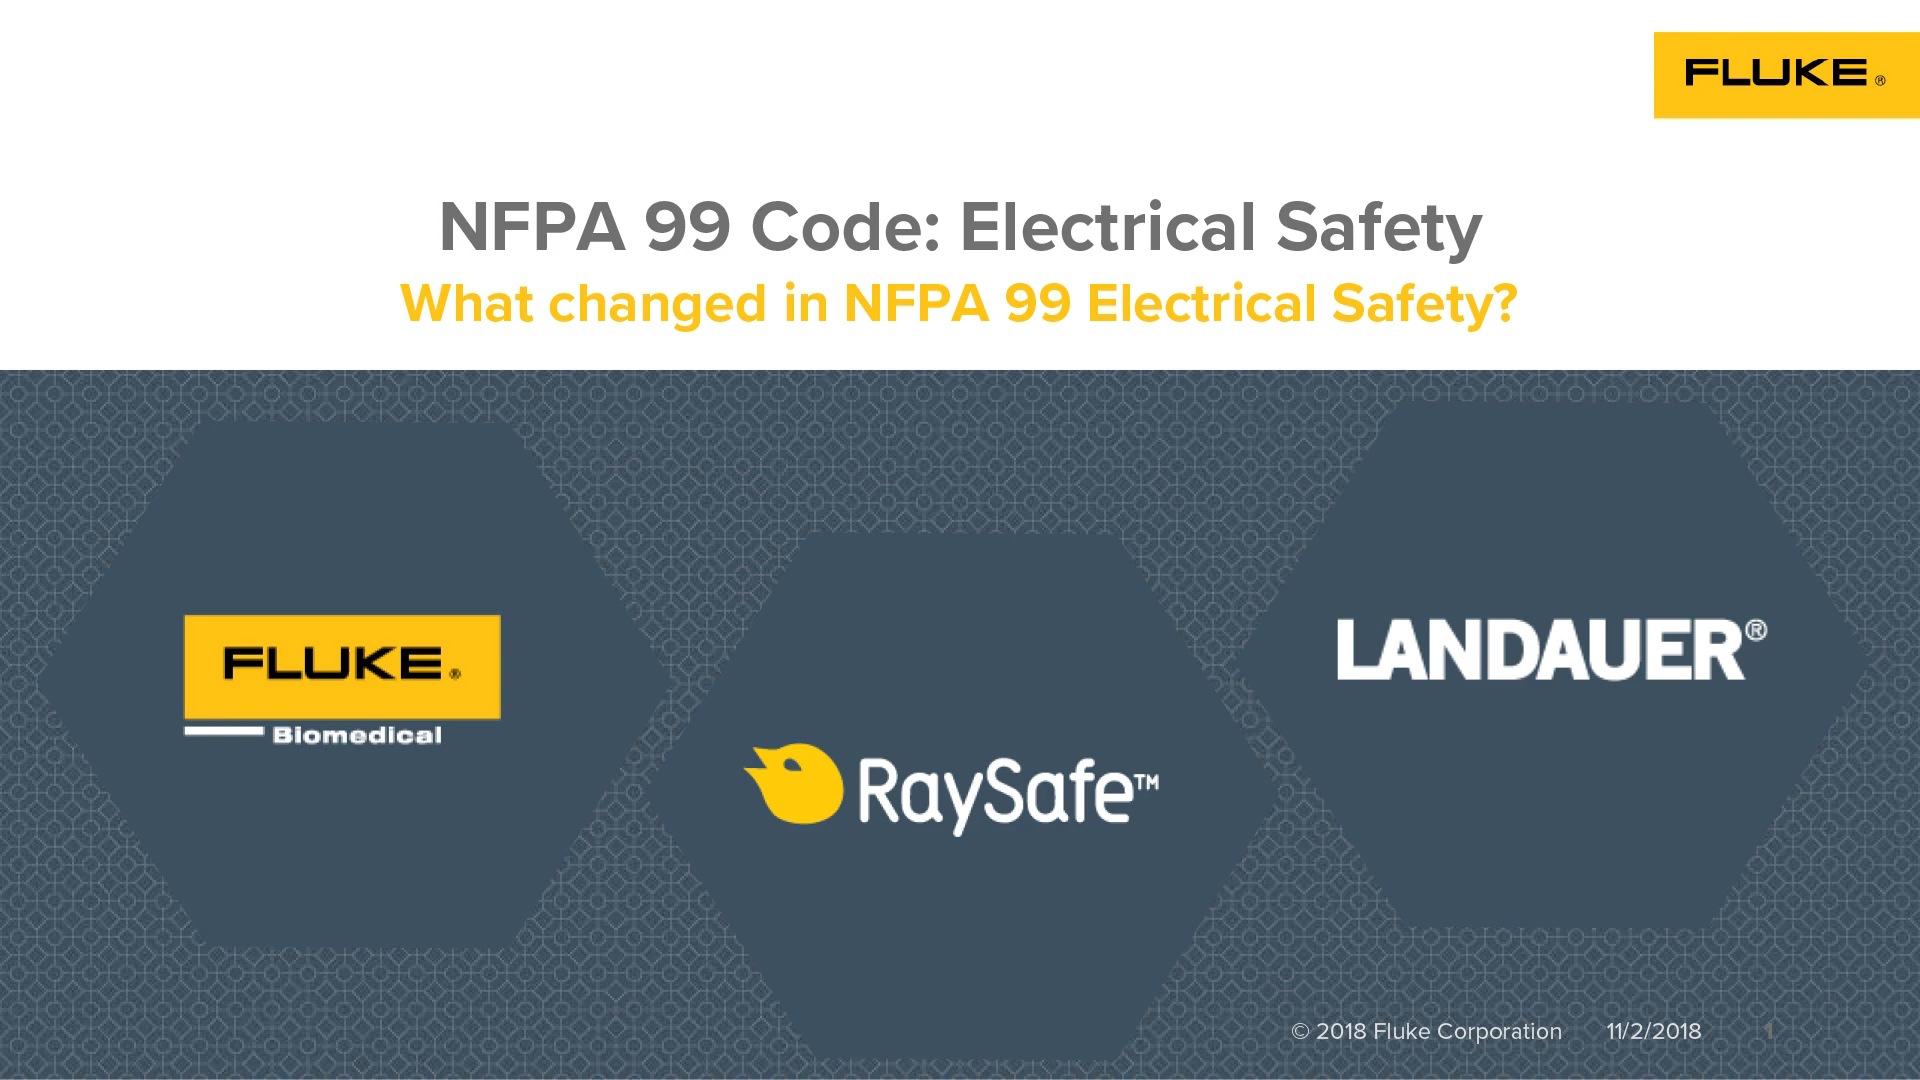 FLUKE ®
NFPA 99 Code: Electrical Safety
What changed in NFPA 99 Electrical Safety?
FLUKE ®
Biomedical
RaySafe™
LANDAUER®
© 2018 Fluke Corporation 11/2/2018 1